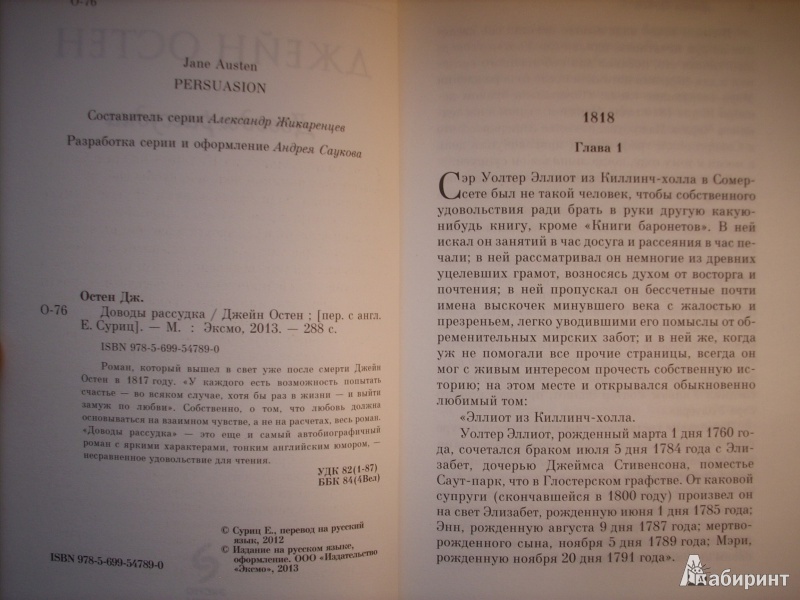 О-76
ДЖЕЙН ОСТЕН
Jane Austen
PERSUASION
Составитель серии Александр Жикаренцев
Разработка серии и оформление Андрея Саукова
Остен Дж.
О-76 Доводы рассудка / Джейн Остен ; [пер. с англ.
Е. Суриц]. — М. : Эксмо, 2013. — 288 с.
ISBN 978-5-699-54789-0
Роман, который вышел в свет уже после смерти Джейн
Остен в 1817 году. «У каждого есть возможность попытать
счастье — во всяком случае, хотя бы раз в жизни — и выйти
замуж по любви». Собственно, о том, что любовь должна
основываться на взаимном чувстве, а не на расчетах, весь роман.
«Доводы рассудка» — это еще и самый автобиографичный
роман с яркими характерами, тонким английским юмором, —
несравненное удовольствие для чтения.
УДК 82(1-87)
ББК 84(4Вел)
© Суриц Е., перевод на русский
язык, 2012
© Издание на русском языке,
оформление. ООО «Издательство
«Эксмо», 2013
ISBN 978-5-699-54789-0
1818
Глава 1
Сэр Уолтер Эллиот из Киллинч-холла в Сомер-
сете был не такой человек, чтобы собственного
удовольствия ради брать в руки другую какую-
нибудь книгу, кроме «Книги баронетов». В ней
искал он занятий в час досуга и рассеяния в час пе-
чали; в ней рассматривал он немногие из древних
уцелевших грамот, возносясь духом от восторга и
почтения; в ней пропускал он бессчетные почти
имена выскочек минувшего века с жалостью и
презреньем, легко уводившими его помыслы от об-
ременительных мирских забот; и в ней же, когда
уж не помогали все прочие страницы, всегда он
мог с живым интересом прочесть собственную ис-
торию; на этом месте и открывался обыкновенно
любимый том:
«Эллиот из Киллинч-холла.
Уолтер Эллиот, рожденный марта 1 дня 1760 го-
да, сочетался браком июля 5 дня 1784 года с Эли-
забет, дочерью Джеймса Стивенсона, поместье
Саут-парк, что в Глостерском графстве. От каковой
супруги (скончавшейся в 1800 году) произвел он
на свет Элизабет, рожденную июня 1 дня 1785 года;
Энн, рожденную августа 9 дня 1787 года; мертво-
рожденного сына, ноября 5 дня 1789 года; Мэри,
рожденную ноября 20 дня 1791 года».
Лабиринт